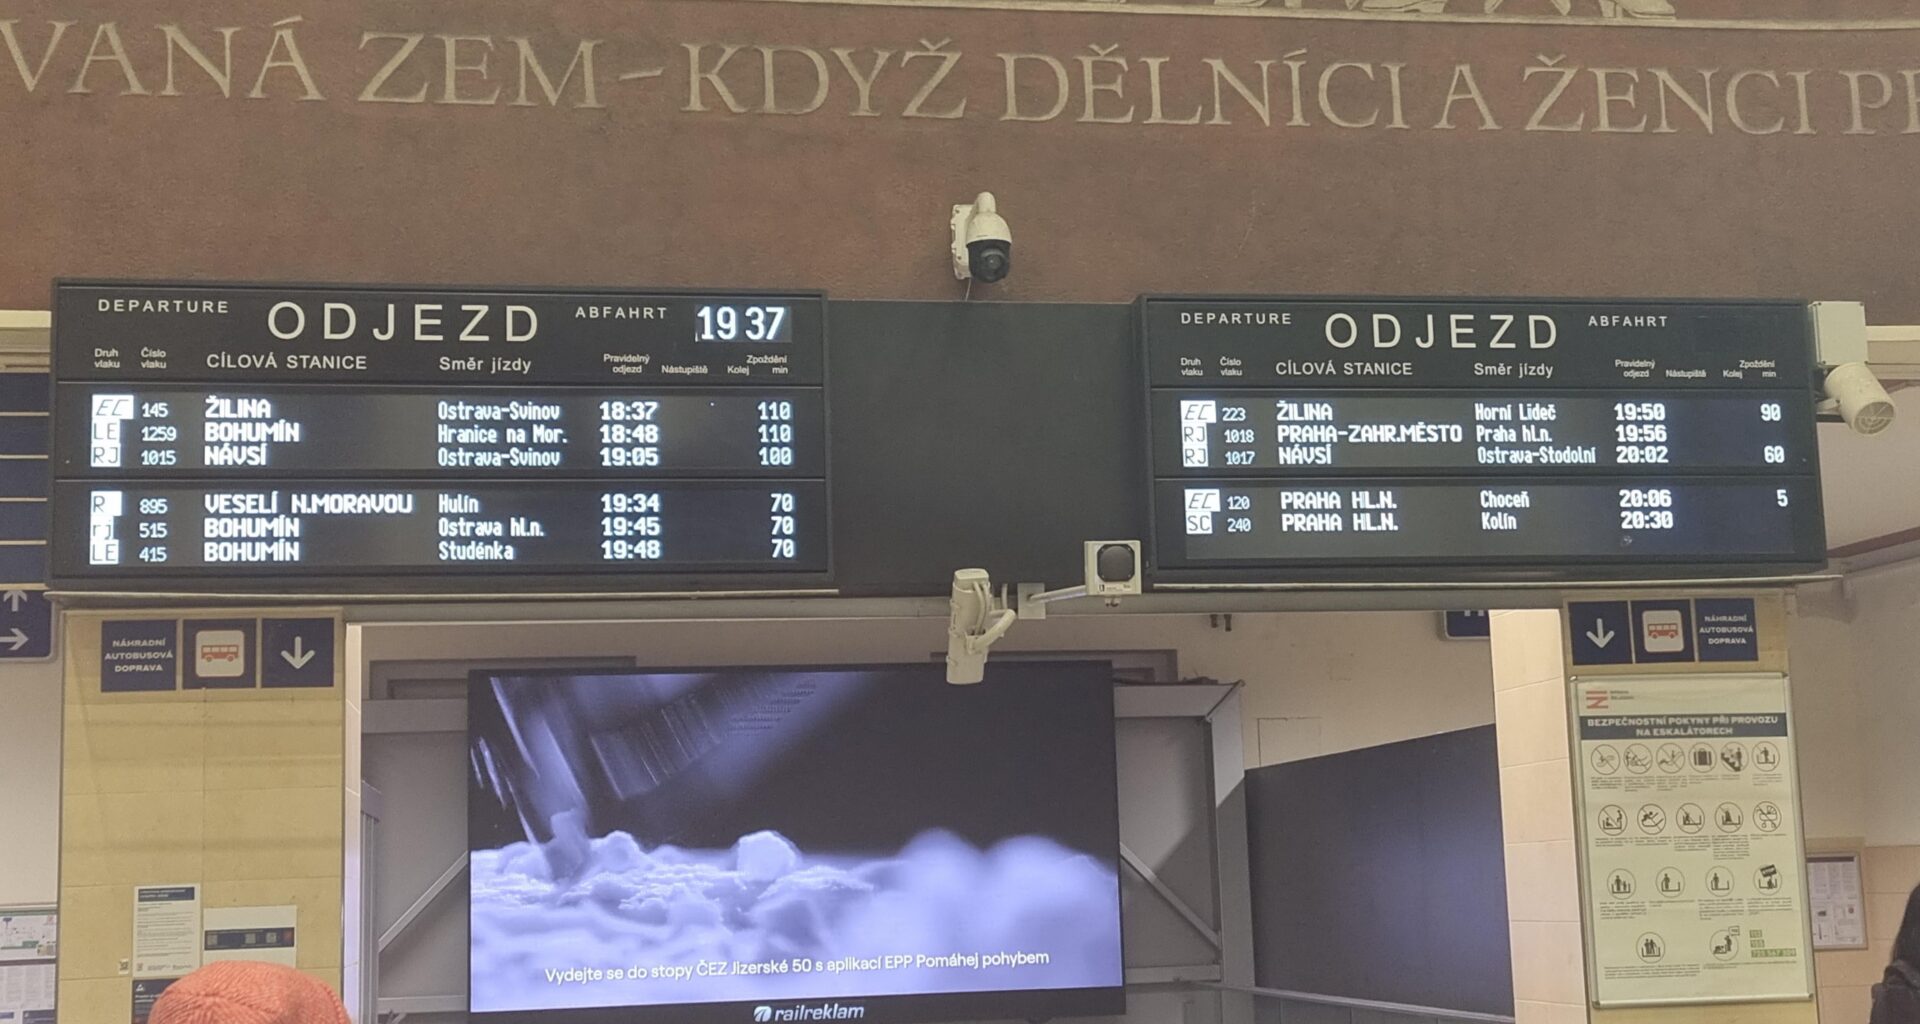 VANÁ ZEM – KDYŽ DĚLNÍCI A ŽENCI
DEPARTURE ODJEZD ABFAHRT 19 37
Druh vlaku Číslo vlaku CÍLOVÁ STANICE Směr jízdy Pravidelný odjezd Nástupiště Kolej Zpoždění min
EC 145 ŽILINA Ostrava-Svinov 18:37 110
LE 1259 BOHUMÍN Hranice na Mor. 18:48 110
RJ 1015 NÁVSÍ Ostrava-Svinov 19:05 100
R 895 VESELÍ N.MORAVOU Hulín 19:34 70
rj 515 BOHUMÍN Ostrava hl.n. 19:45 70
LE 415 BOHUMÍN Studénka 19:48 70
DEPARTURE ODJEZD ABFAHRT
Druh vlaku Číslo vlaku CÍLOVÁ STANICE Směr jízdy Pravidelný odjezd Nástupiště Kolej Zpoždění min
EC 223 ŽILINA Horní Lideč 19:50 90
RJ 1018 PRAHA-ZAHR.MĚSTO Praha hl.n. 19:56
RJ 1017 NÁVSÍ Ostrava-Stodolní 20:02 60
EC 120 PRAHA HL.N. Choceň 20:06 5
SC 240 PRAHA HL.N. Kolín 20:30
NÁHRADNÍ
AUTOBUSOVÁ
DOPRAVA
NÁHRADNÍ
AUTOBUSOVÁ
DOPRAVA
Vydejte se do stopy ČEZ Jizerské 50 s aplikací EPP Pomáhej pohybem
railreklam
BEZPEČNOSTNÍ POKYNY PŘI PROVOZU
NA ESKALÁTORECH